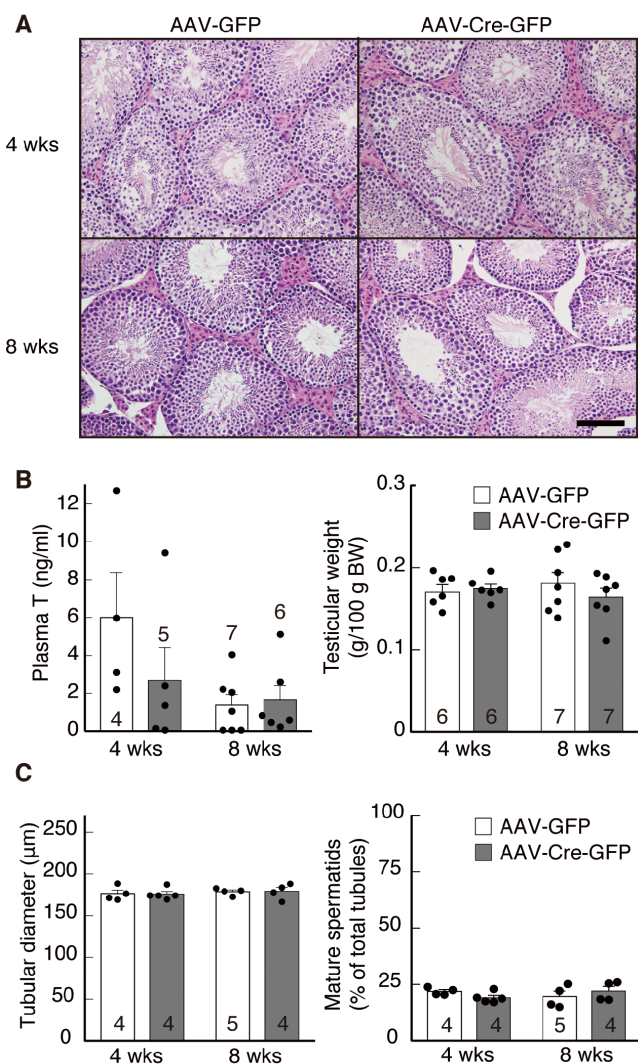 A
AAV-GFP
AAV-Cre-GFP
4 wks
8 wks
B
Plasma T (ng/ml)
12
10
8
6
4
2
0
4
5
7
6
4 wks
8 wks
Testicular weight
(g/100 g BW)
0.3
0.2
0.1
0
AAV-GFP
AAV-Cre-GFP
6
6
7
7
4 wks
8 wks
C
Tubular diameter (μm)
250
200
150
100
50
0
4
4
5
4
4 wks
8 wks
Mature spermatids
(% of total tubules)
100
75
50
25
0
AAV-GFP
AAV-Cre-GFP
4
4
5
4
4 wks
8 wks